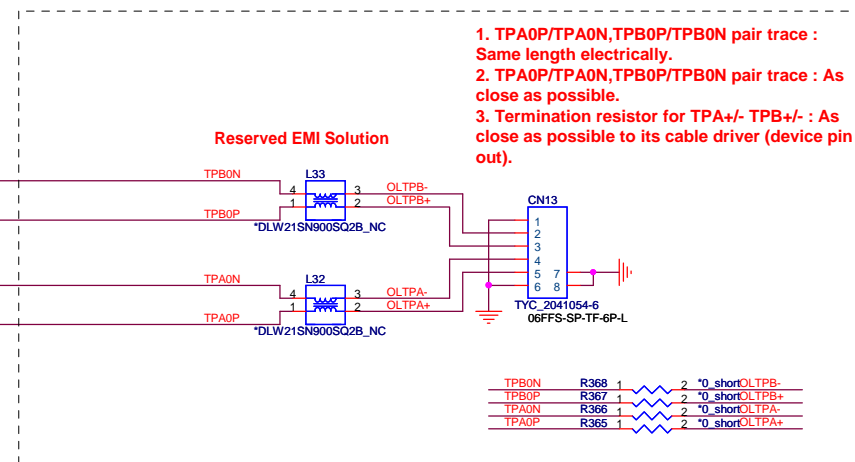 1. TPA0P/TPA0N,TPB0P/TPB0N pair trace :
Same length electrically.
2. TPA0P/TPA0N,TPB0P/TPB0N pair trace : As
close as possible.
3. Termination resistor for TPA+/- TPB+/- : As
close as possible to its cable driver (device pin
out).
Reserved EMI Solution
TPB0N
L33
4
3
OLTPB-
TPB0P
1
2
OLTPB+
*DLW21SN900SQ2B_NC
CN13
1
2
3
4
5 7
6 8
TYC_2041054-6
06FFS-SP-TF-6P-L
TPA0N
L32
4
3
OLTPA-
TPA0P
1
2
OLTPA+
*DLW21SN900SQ2B_NC
TPB0N R368 1 2 *0_short OLTPB-
TPB0P R367 1 2 *0_short OLTPB+
TPA0N R366 1 2 *0_short OLTPA-
TPA0P R365 1 2 *0_short OLTPA+